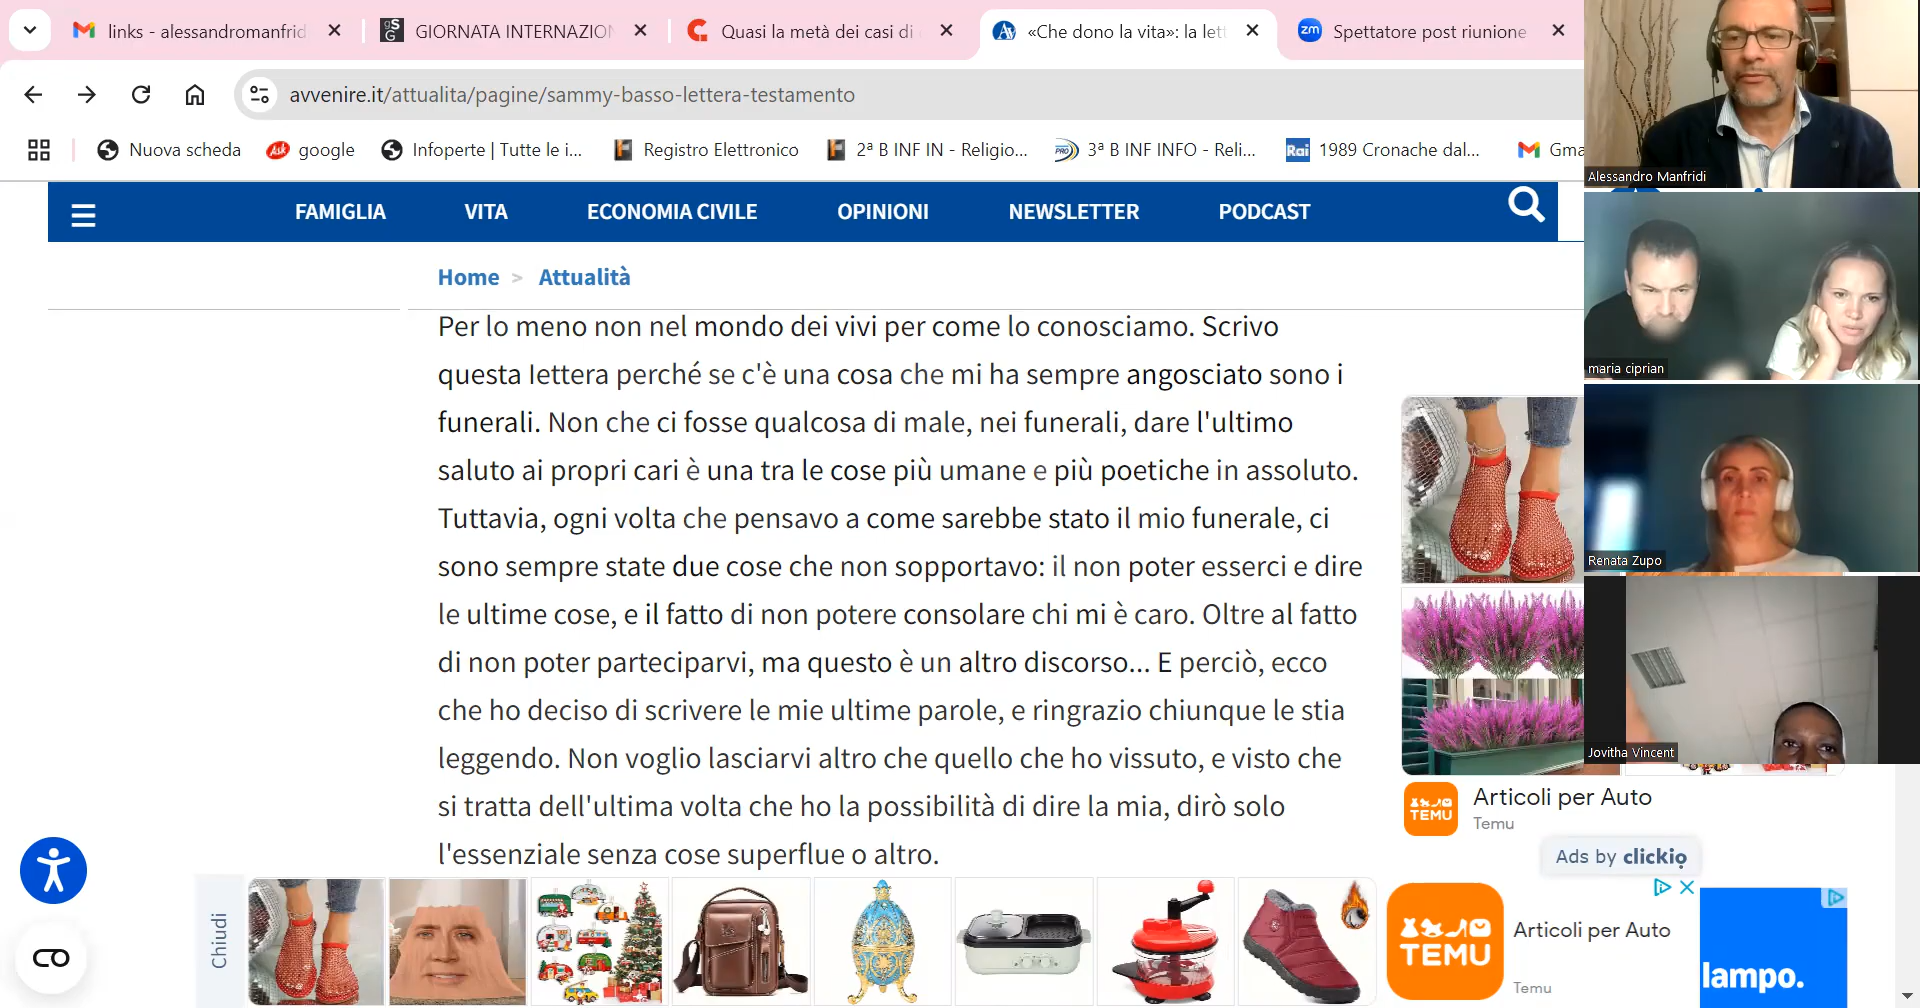 links - alessandromanfrid
GIORNATA INTERNAZION
Quasi la metà dei casi di
«Che dono la vita»: la let
Spettatore post riunione
avvenire.it/attualita/pagine/sammy-basso-lettera-testamento
Nuova scheda
google
Infoperte | Tutte le i...
Registro Elettronico
2ª B INF IN - Religio...
3ª B INF INFO - Reli...
1989 Cronache dal...
Gma
FAMIGLIA
VITA
ECONOMIA CIVILE
OPINIONI
NEWSLETTER
PODCAST
Home > Attualità
Per lo meno non nel mondo dei vivi per come lo conosciamo. Scrivo
questa lettera perché se c'è una cosa che mi ha sempre angosciato sono i
funerali. Non che ci fosse qualcosa di male, nei funerali, dare l'ultimo
saluto ai propri cari è una tra le cose più umane e più poetiche in assoluto.
Tuttavia, ogni volta che pensavo a come sarebbe stato il mio funerale, ci
sono sempre state due cose che non sopportavo: il non poter esserci e dire
le ultime cose, e il fatto di non potere consolare chi mi è caro. Oltre al fatto
di non poter parteciparvi, ma questo è un altro discorso... E perciò, ecco
che ho deciso di scrivere le mie ultime parole, e ringrazio chiunque le stia
leggendo. Non voglio lasciarvi altro che quello che ho vissuto, e visto che
si tratta dell'ultima volta che ho la possibilità di dire la mia, dirò solo
l'essenziale senza cose superflue o altro.
Alessandro Manfridi
maria ciprian
Renata Zupo
Jovitha Vincent
TEMU
Articoli per Auto
Temu
Ads by clickio
Chiudi
TEMU
Articoli per Auto
Temu
lampo.
zm
Ask
PRO
Rai